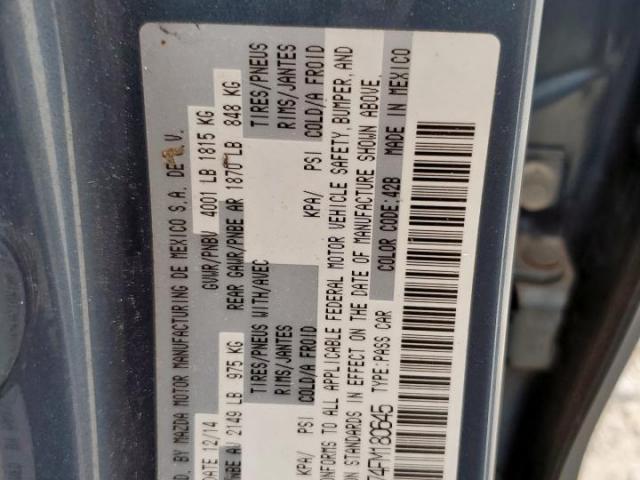 BY MAZDA MOTOR MANUFACTURING DE MEXICO S.A. DE C.V.
DATE 12/14 GVWR/PNBV 4001 LB 1815 KG
2149 LB 975 KG REAR GAWR/PNBE AR 1870 LB 848 KG
TIRES/PNEUS WITH/AVEC TIRES/PNEUS
RIMS/JANTES RIMS/JANTES
KPA/ PSI COLD/A FROID KPA/ PSI COLD/A FROID
CONFORMS TO ALL APPLICABLE FEDERAL MOTOR VEHICLE SAFETY, BUMPER, AND
STANDARDS IN EFFECT ON THE DATE OF MANUFACTURE SHOWN ABOVE.
74FM180645 TYPE:PASS CAR COLOR CODE:42B MADE IN MEXICO